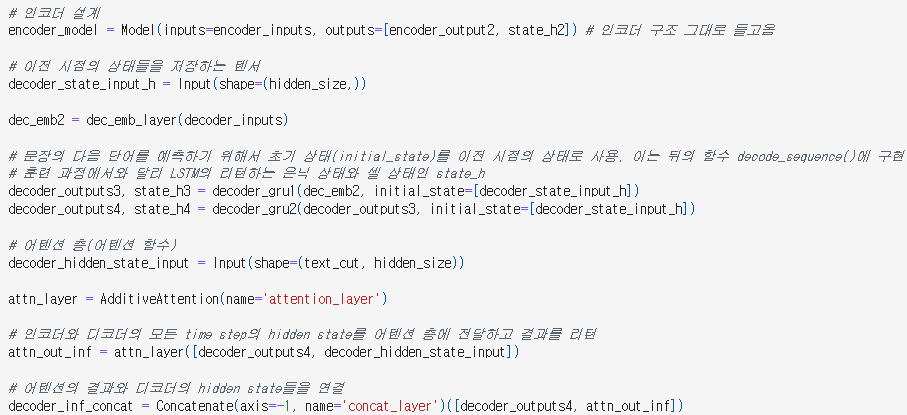 # 인코더 설계
encoder_model = Model(inputs=encoder_inputs, outputs=[encoder_output2, state_h2]) # 인코더 구조 그대로 들고옴
# 이전 시점의 상태들을 저장하는 텐서
decoder_state_input_h = Input(shape=(hidden_size,))
dec_emb2 = dec_emb_layer(decoder_inputs)
# 문장의 다음 단어를 예측하기 위해서 초기 상태(initial_state)를 이전 시점의 상태로 사용. 이는 뒤의 함수 decode_sequence()에 구현
# 훈련 과정에서와 달리 LSTM의 리턴하는 은닉 상태와 셀 상태인 state_h
decoder_outputs3, state_h3 = decoder_gru1(dec_emb2, initial_state=[decoder_state_input_h])
decoder_outputs4, state_h4 = decoder_gru2(decoder_outputs3, initial_state=[decoder_state_input_h])
# 어텐션 층(어텐션 함수)
decoder_hidden_state_input = Input(shape=(text_cut, hidden_size))
attn_layer = AdditiveAttention(name='attention_layer')
# 인코더와 디코더의 모든 time step의 hidden state를 어텐션 층에 전달하고 결과를 리턴
attn_out_inf = attn_layer([decoder_outputs4, decoder_hidden_state_input])
# 어텐션의 결과와 디코더의 hidden state들을 연결
decoder_inf_concat = Concatenate(axis=-1, name='concat_layer')([decoder_outputs4, attn_out_inf])